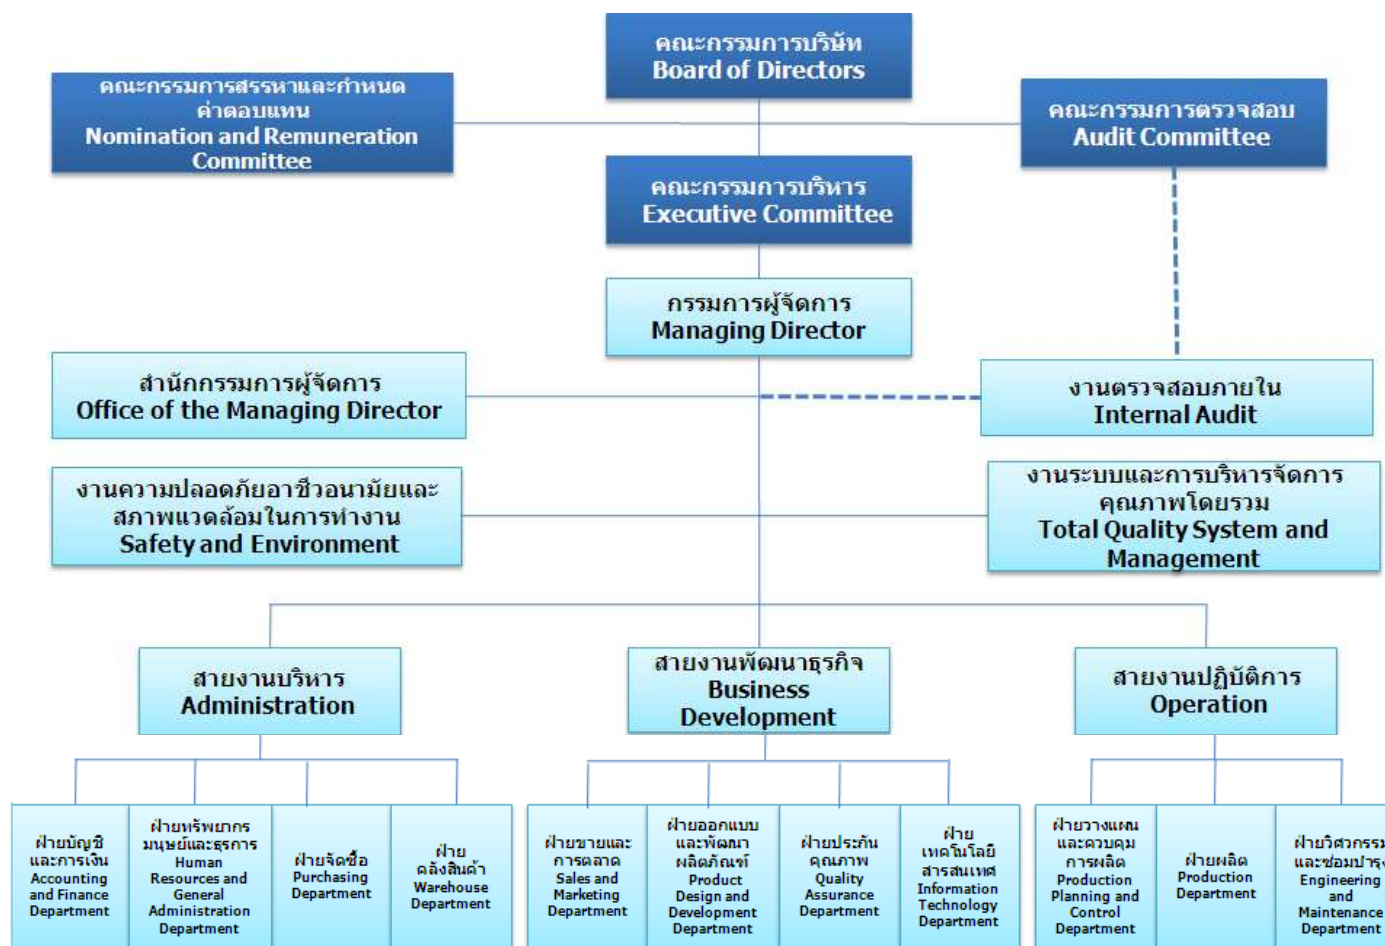 คณะกรรมการบริษัท
Board of Directors
คณะกรรมการสรรหาและกำหนด
ค่าตอบแทน
Nomination and Remuneration
Committee
คณะกรรมการตรวจสอบ
Audit Committee
คณะกรรมการบริหาร
Executive Committee
กรรมการผู้จัดการ
Managing Director
สำนักกรรมการผู้จัดการ
Office of the Managing Director
งานตรวจสอบภายใน
Internal Audit
งานความปลอดภัยอาชีวอนามัยและ
สภาพแวดล้อมในการทำงาน
Safety and Environment
งานระบบและการบริหารจัดการ
คุณภาพโดยรวม
Total Quality System and
Management
สายงานบริหาร
Administration
สายงานพัฒนาธุรกิจ
Business
Development
สายงานปฏิบัติการ
Operation
ฝ่ายบัญชี
และการเงิน
Accounting
and Finance
Department
ฝ่ายทรัพยากร
มนุษย์และธุรการ
Human
Resources and
General
Administration
Department
ฝ่ายจัดซื้อ
Purchasing
Department
ฝ่าย
คลังสินค้า
Warehouse
Department
ฝ่ายขายและ
การตลาด
Sales and
Marketing
Department
ฝ่ายออกแบบ
และพัฒนา
ผลิตภัณฑ์
Product
Design and
Development
Department
ฝ่ายประกัน
คุณภาพ
Quality
Assurance
Department
ฝ่าย
เทคโนโลยี
สารสนเทศ
Information
Technology
Department
ฝ่ายวางแผน
และควบคุม
การผลิต
Production
Planning and
Control
Department
ฝ่ายผลิต
Production
Department
ฝ่ายวิศวกรรม
และซ่อมบำรุง
Engineering
and
Maintenance
Department